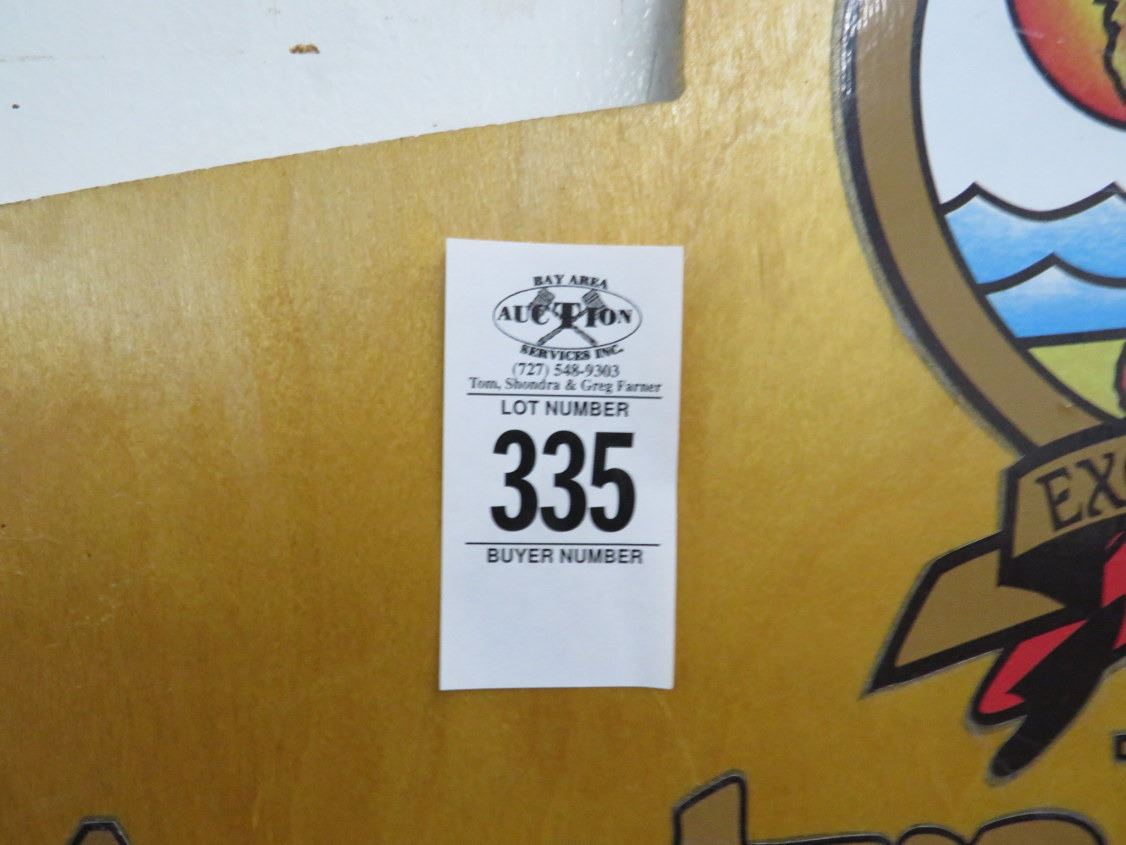 BAY AREA
AUCTION
SERVICES INC.
(727) 548-9303
Tom, Shondra & Greg Farner
LOT NUMBER
335
BUYER NUMBER